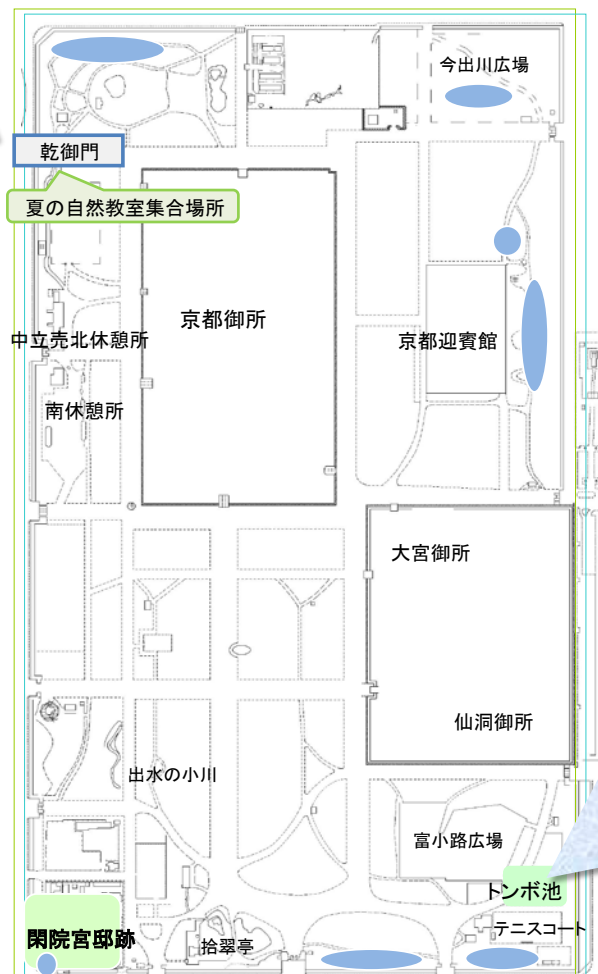 今出川広場
乾御門
夏の自然教室集合場所
京都御所
中立売北休憩所
京都迎賓館
南休憩所
大宮御所
仙洞御所
出水の小川
富小路広場
トンボ池
テニスコート
閑院宮邸跡
拾翠亭